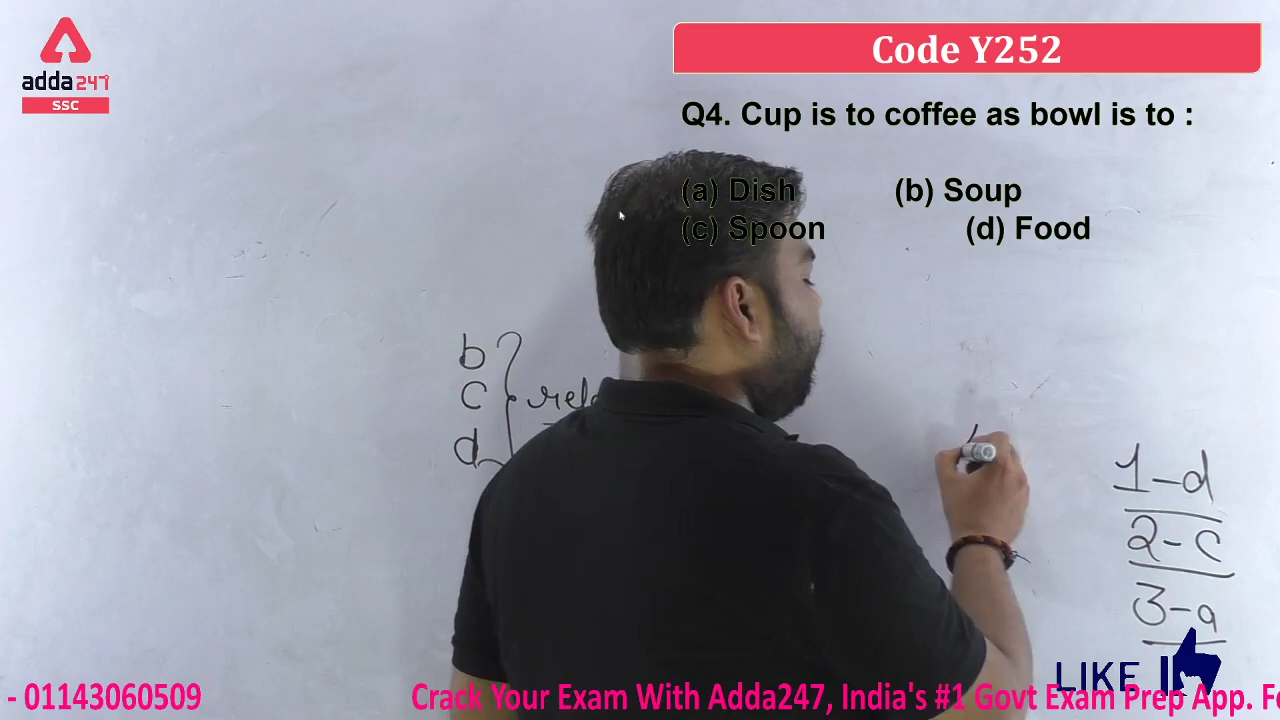 adda247
SSC
Code Y252
Q4. Cup is to coffee as bowl is to :
(a) Dish (b) Soup
(c) Spoon (d) Food
b
c
d
1-d
2-c
3-a
LIKE
- 01143060509 Crack Your Exam With Adda247, India's #1 Govt Exam Prep App.